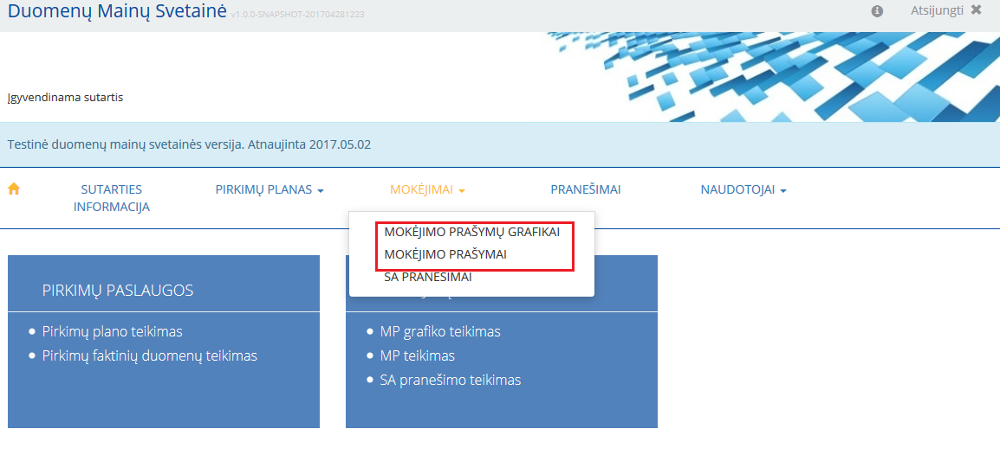 Duomenų Mainų Svetainė v1.0.0-SNAPSHOT-201704281223
Atsijungti
Įgyvendinama sutartis
Testinė duomenų mainų svetainės versija. Atnaujinta 2017.05.02
SUTARTIES
INFORMACIJA
PIRKIMŲ PLANAS
MOKĖJIMAI
PRANEŠIMAI
NAUDOTOJAI
MOKĖJIMO PRAŠYMŲ GRAFIKAI
MOKĖJIMO PRAŠYMAI
SA PRANEŠIMAI
PIRKIMŲ PASLAUGOS
Pirkimų plano teikimas
Pirkimų faktinių duomenų teikimas
MP grafiko teikimas
MP teikimas
SA pranešimo teikimas